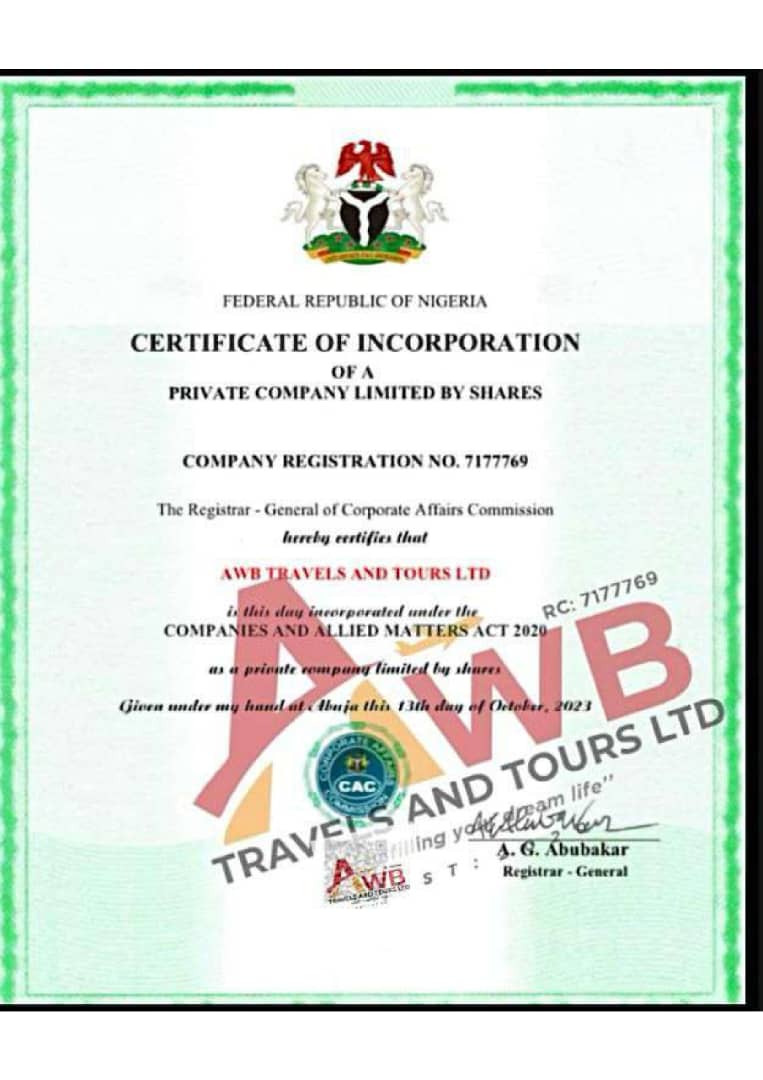 FEDERAL REPUBLIC OF NIGERIA
CERTIFICATE OF INCORPORATION
OF A
PRIVATE COMPANY LIMITED BY SHARES
COMPANY REGISTRATION NO. 7177769
The Registrar - General of Corporate Affairs Commission
hereby certifies that
AWB TRAVELS AND TOURS LTD
is this day incorporated under the
COMPANIES AND ALLIED MATTERS ACT 2020
as a private company limited by shares
Given under my hand at Abuja this 13th day of October, 2023
RC: 7177769
AWB
TRAVELS AND TOURS LTD
dream life"
CORPORATE AFFAIRS COMMISSION
CAC
A. G. Abubakar
Registrar - General
AWB
TRAVELS AND TOURS LTD